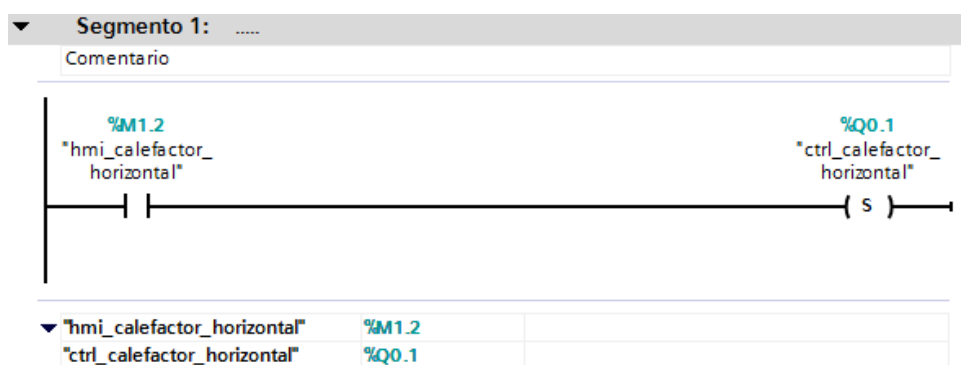 Segmento 1: .....
Comentario
%M1.2
"hmi_calefactor_
horizontal"
%Q0.1
"ctrl_calefactor_
horizontal"
S
"hmi_calefactor_horizontal" %M1.2
"ctrl_calefactor_horizontal" %Q0.1